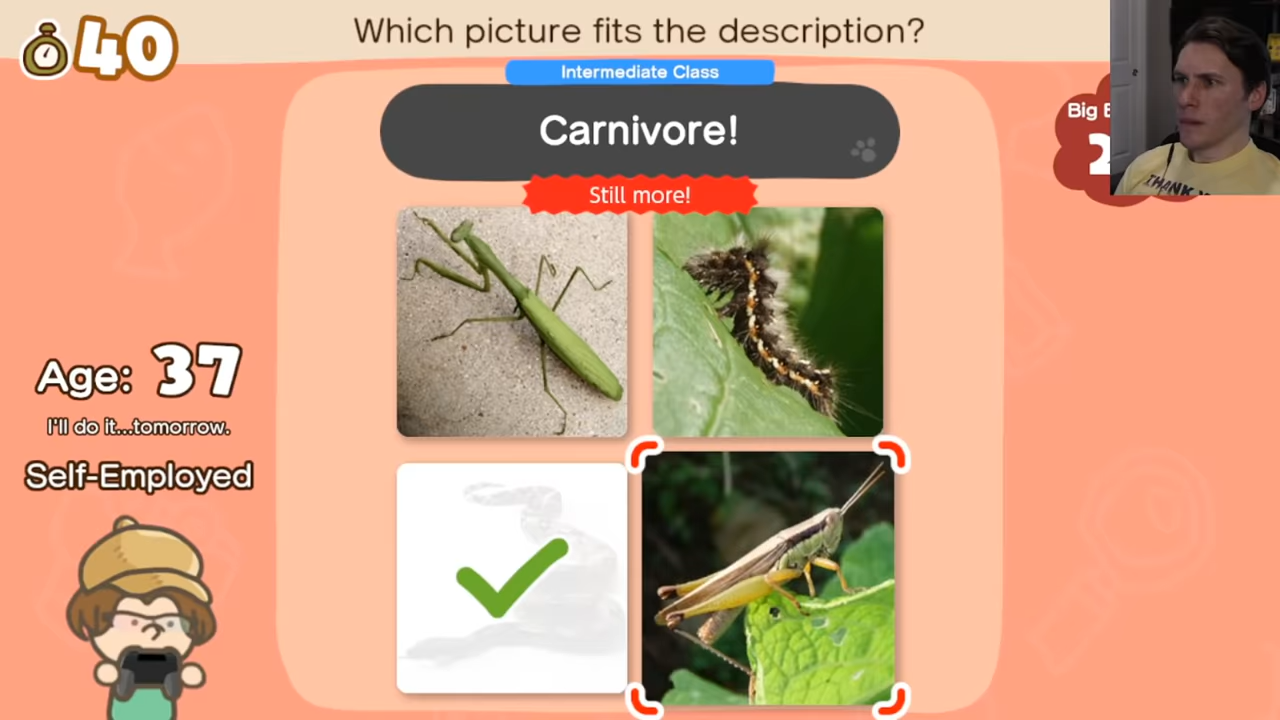 40
Which picture fits the description?
Intermediate Class
Carnivore!
Big
Still more!
Age: 37
I'll do it...tomorrow.
Self-Employed
THANK